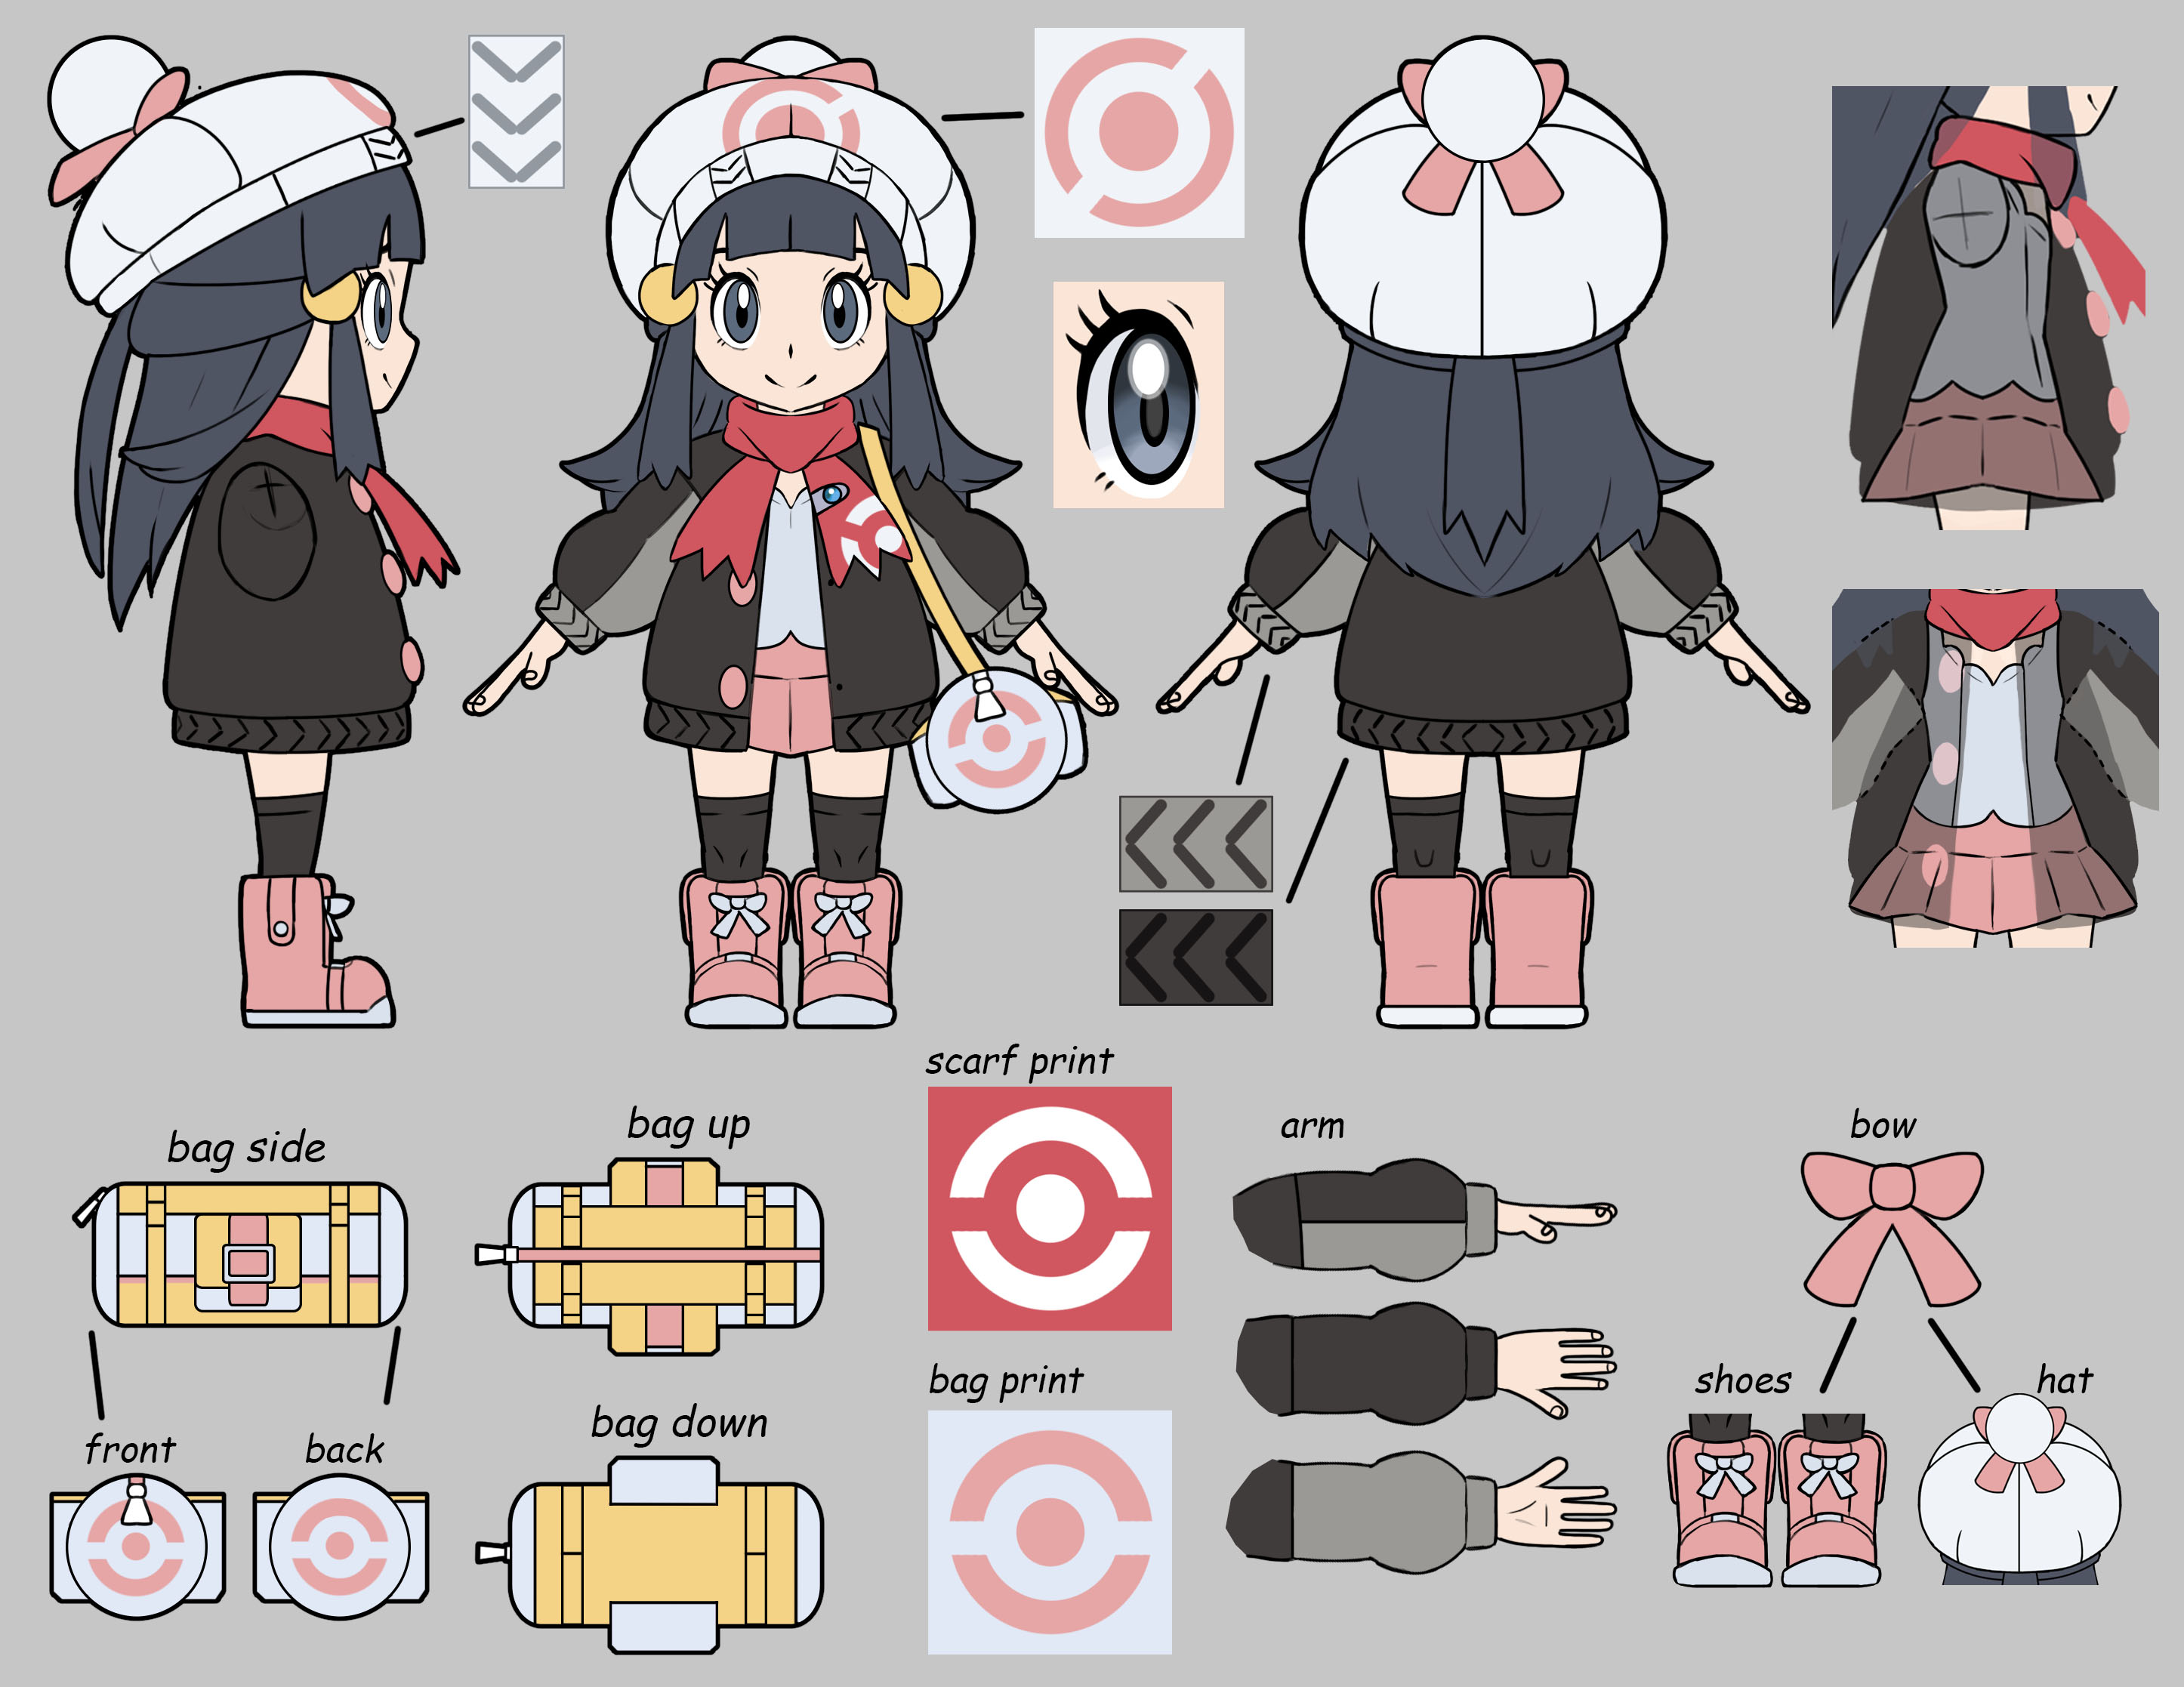 scarf print
bag side
bag up
arm
bow
bag print
shoes
hat
bag down
front
back